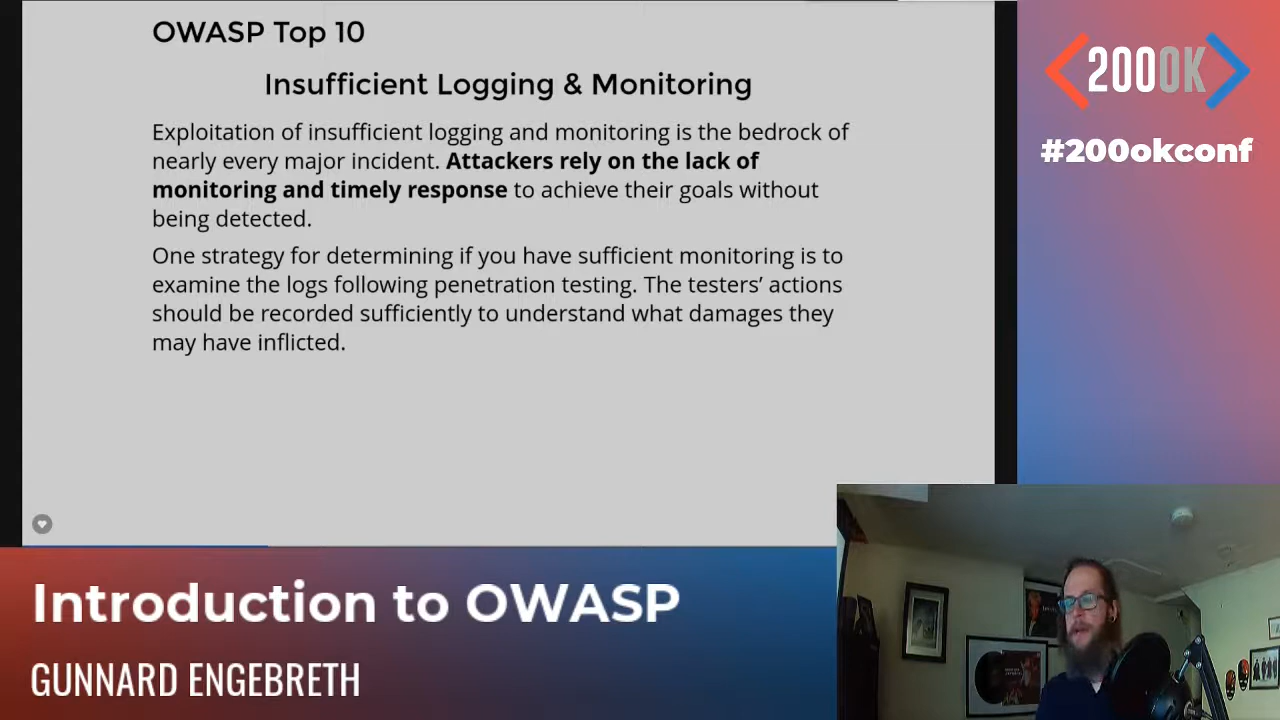 OWASP Top 10
Insufficient Logging & Monitoring
Exploitation of insufficient logging and monitoring is the bedrock of
nearly every major incident. Attackers rely on the lack of
monitoring and timely response to achieve their goals without
being detected.
One strategy for determining if you have sufficient monitoring is to
examine the logs following penetration testing. The testers’ actions
should be recorded sufficiently to understand what damages they
may have inflicted.
200OK
#200okconf
Introduction to OWASP
GUNNARD ENGEBRETH